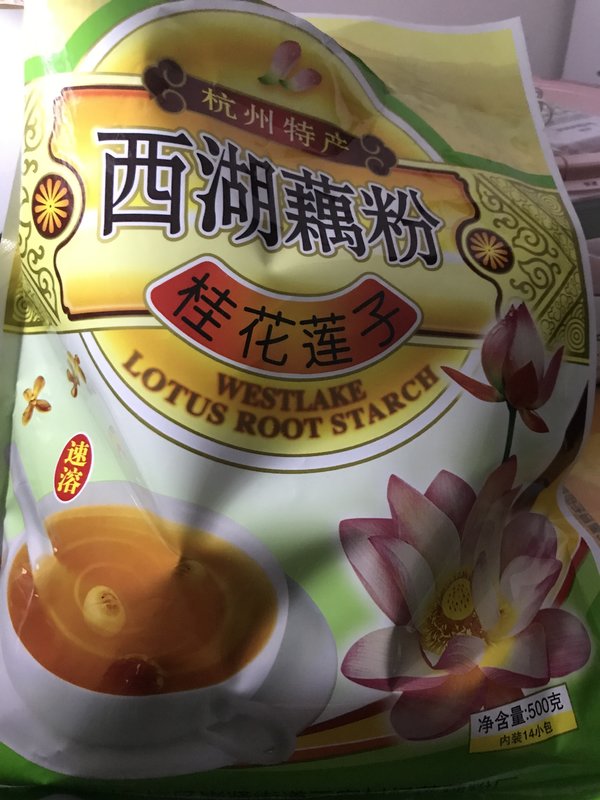 杭州特产
西湖藕粉
桂花莲子
WESTLAKE
LOTUS ROOT STARCH
速溶
净含量:500克
内装14小包